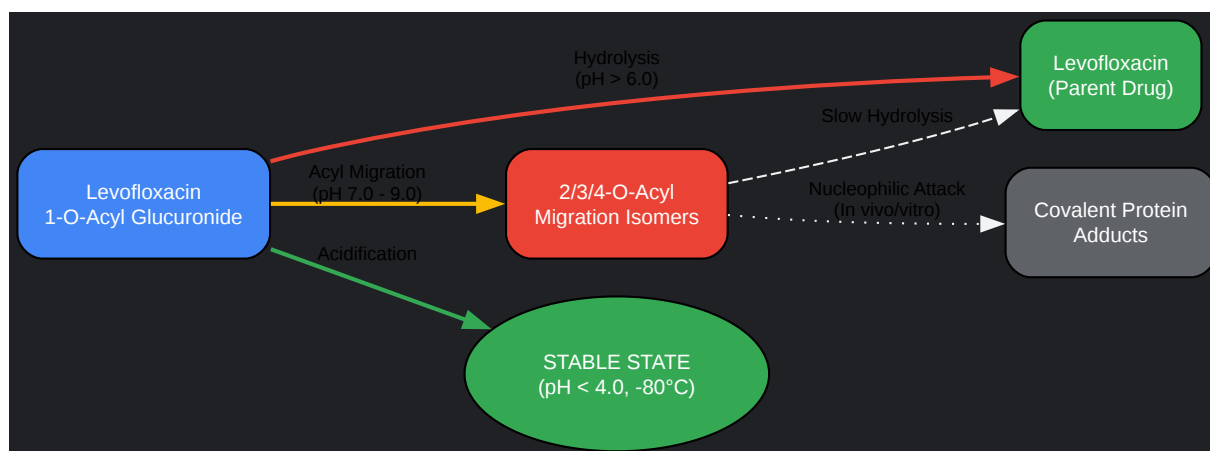 Hydrolysis
(pH > 6.0)
Levofloxacin
(Parent Drug)
Slow Hydrolysis
Levofloxacin
1-O-Acyl Glucuronide
Acyl Migration
(pH 7.0 - 9.0)
2/3/4-O-Acyl
Migration Isomers
Nucleophilic Attack
(In vivo/vitro)
Covalent Protein
Adducts
Acidification
STABLE STATE
(pH < 4.0, -80°C)